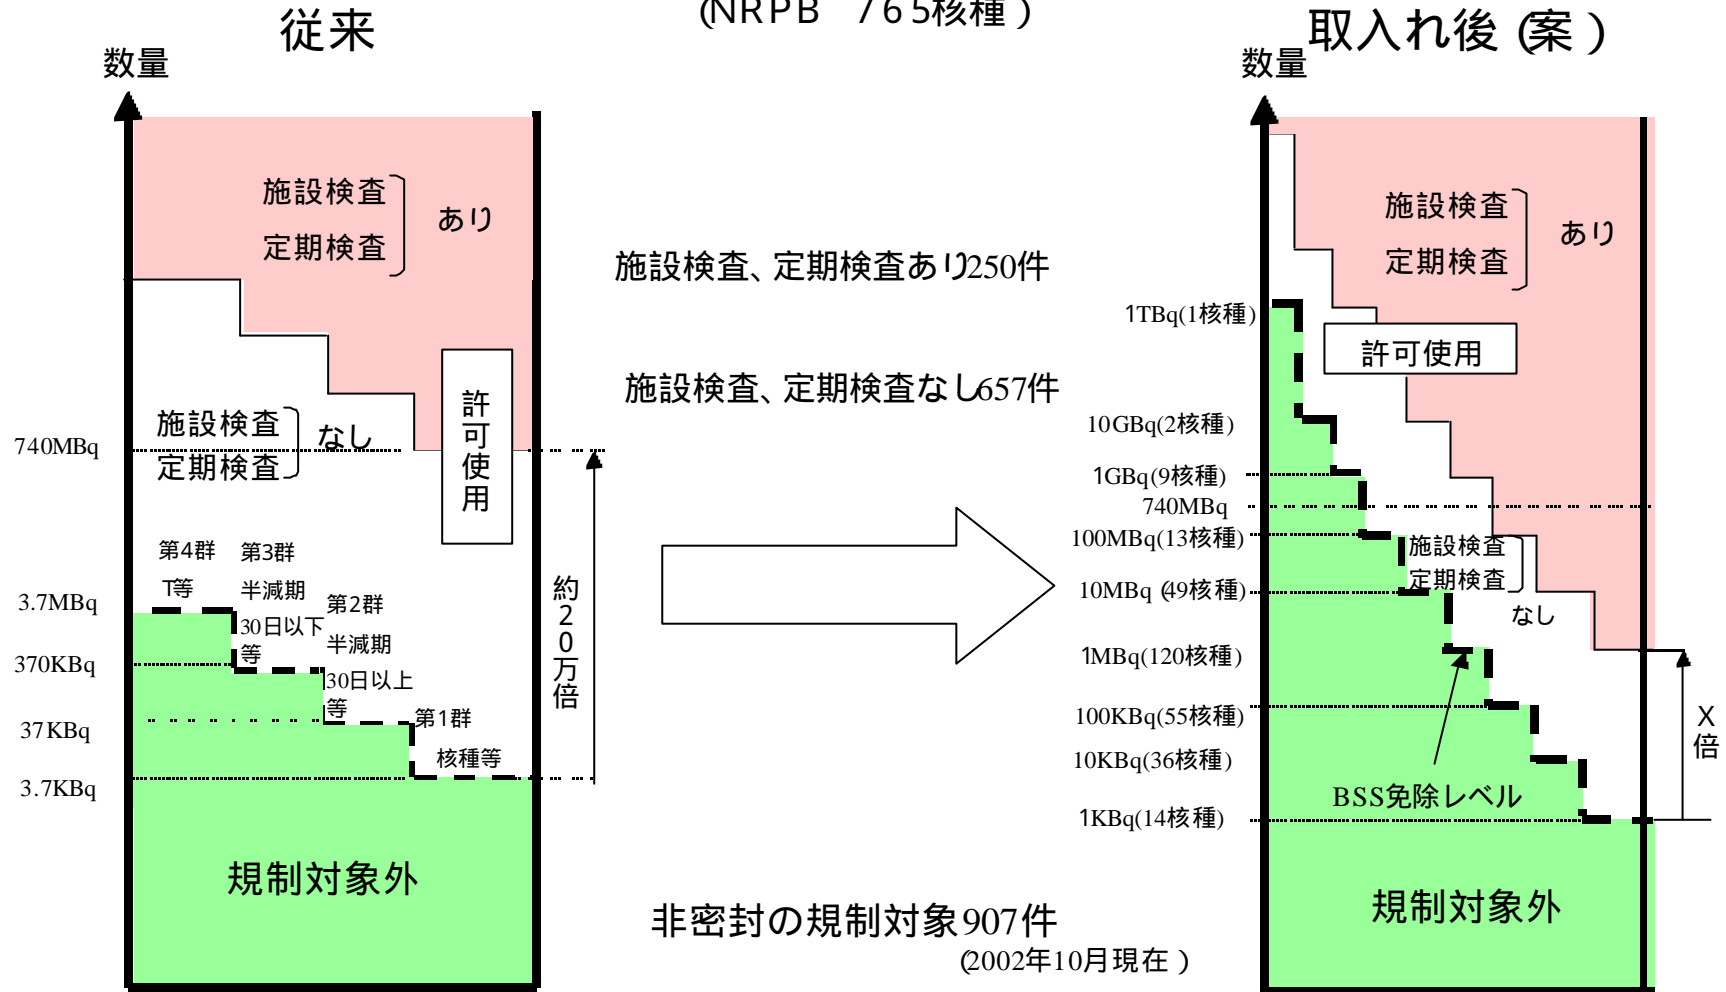 (NRPB 765核種)
従来
数量
施設検査
定期検査
あり
施設検査
定期検査
なし
許可使用
740MBq
3.7MBq
370KBq
37KBq
3.7KBq
第4群
T等
第3群
半減期
30日以下
等
第2群
半減期
30日以上
等
第1群
核種等
約20万倍
規制対象外
施設検査、定期検査あり250件
施設検査、定期検査なし657件
非密封の規制対象907件
(2002年10月現在)
取入れ後(案)
数量
施設検査
定期検査
あり
許可使用
1TBq(1核種)
10GBq(2核種)
1GBq(9核種)
740MBq
100MBq(13核種)
10MBq(49核種)
1MBq(120核種)
100KBq(55核種)
10KBq(36核種)
1KBq(14核種)
施設検査
定期検査
なし
BSS免除レベル
X倍
規制対象外